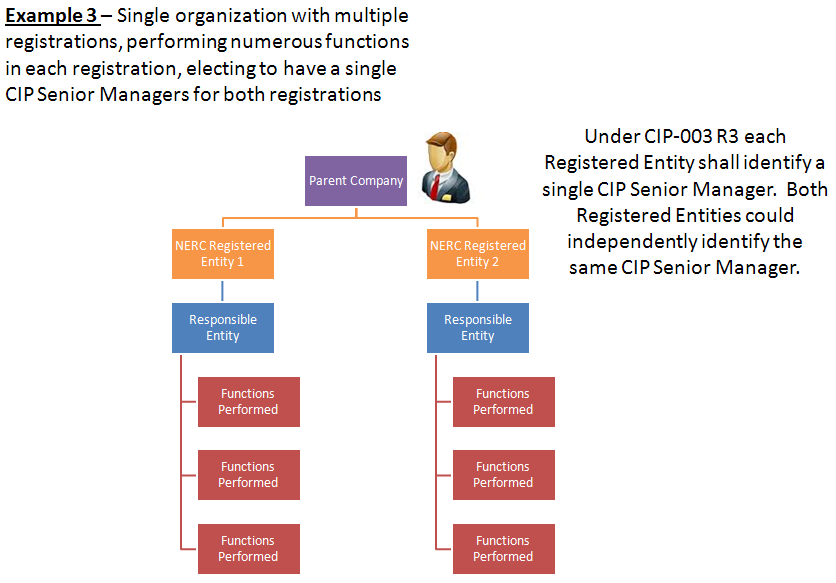 Example 3 – Single organization with multiple
registrations, performing numerous functions
in each registration, electing to have a single
CIP Senior Managers for both registrations
Under CIP-003 R3 each
Registered Entity shall identify a
single CIP Senior Manager.  Both
Registered Entities could
independently identify the
same CIP Senior Manager.
Parent Company
NERC Registered
Entity 1
NERC Registered
Entity 2
Responsible
Entity
Responsible
Entity
Functions
Performed
Functions
Performed
Functions
Performed
Functions
Performed
Functions
Performed
Functions
Performed